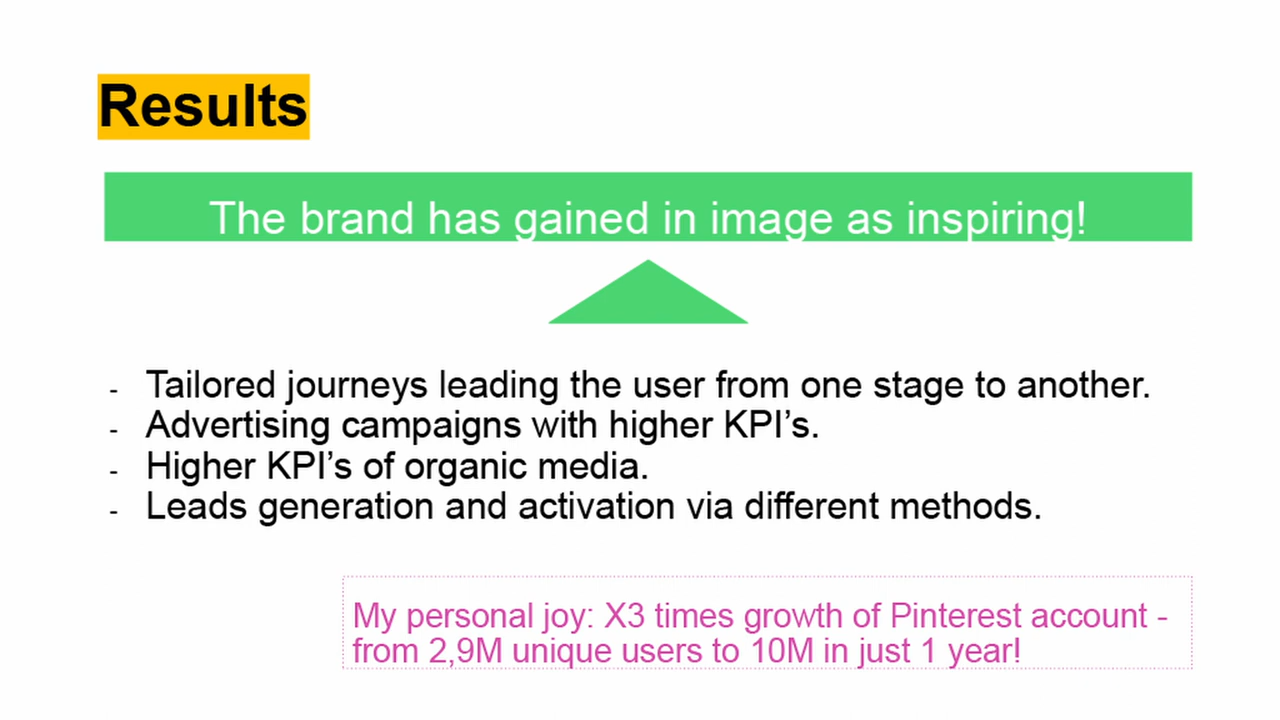 Results
The brand has gained in image as inspiring!
- Tailored journeys leading the user from one stage to another.
- Advertising campaigns with higher KPI’s.
- Higher KPI’s of organic media.
- Leads generation and activation via different methods.
My personal joy: X3 times growth of Pinterest account -
from 2,9M unique users to 10M in just 1 year!